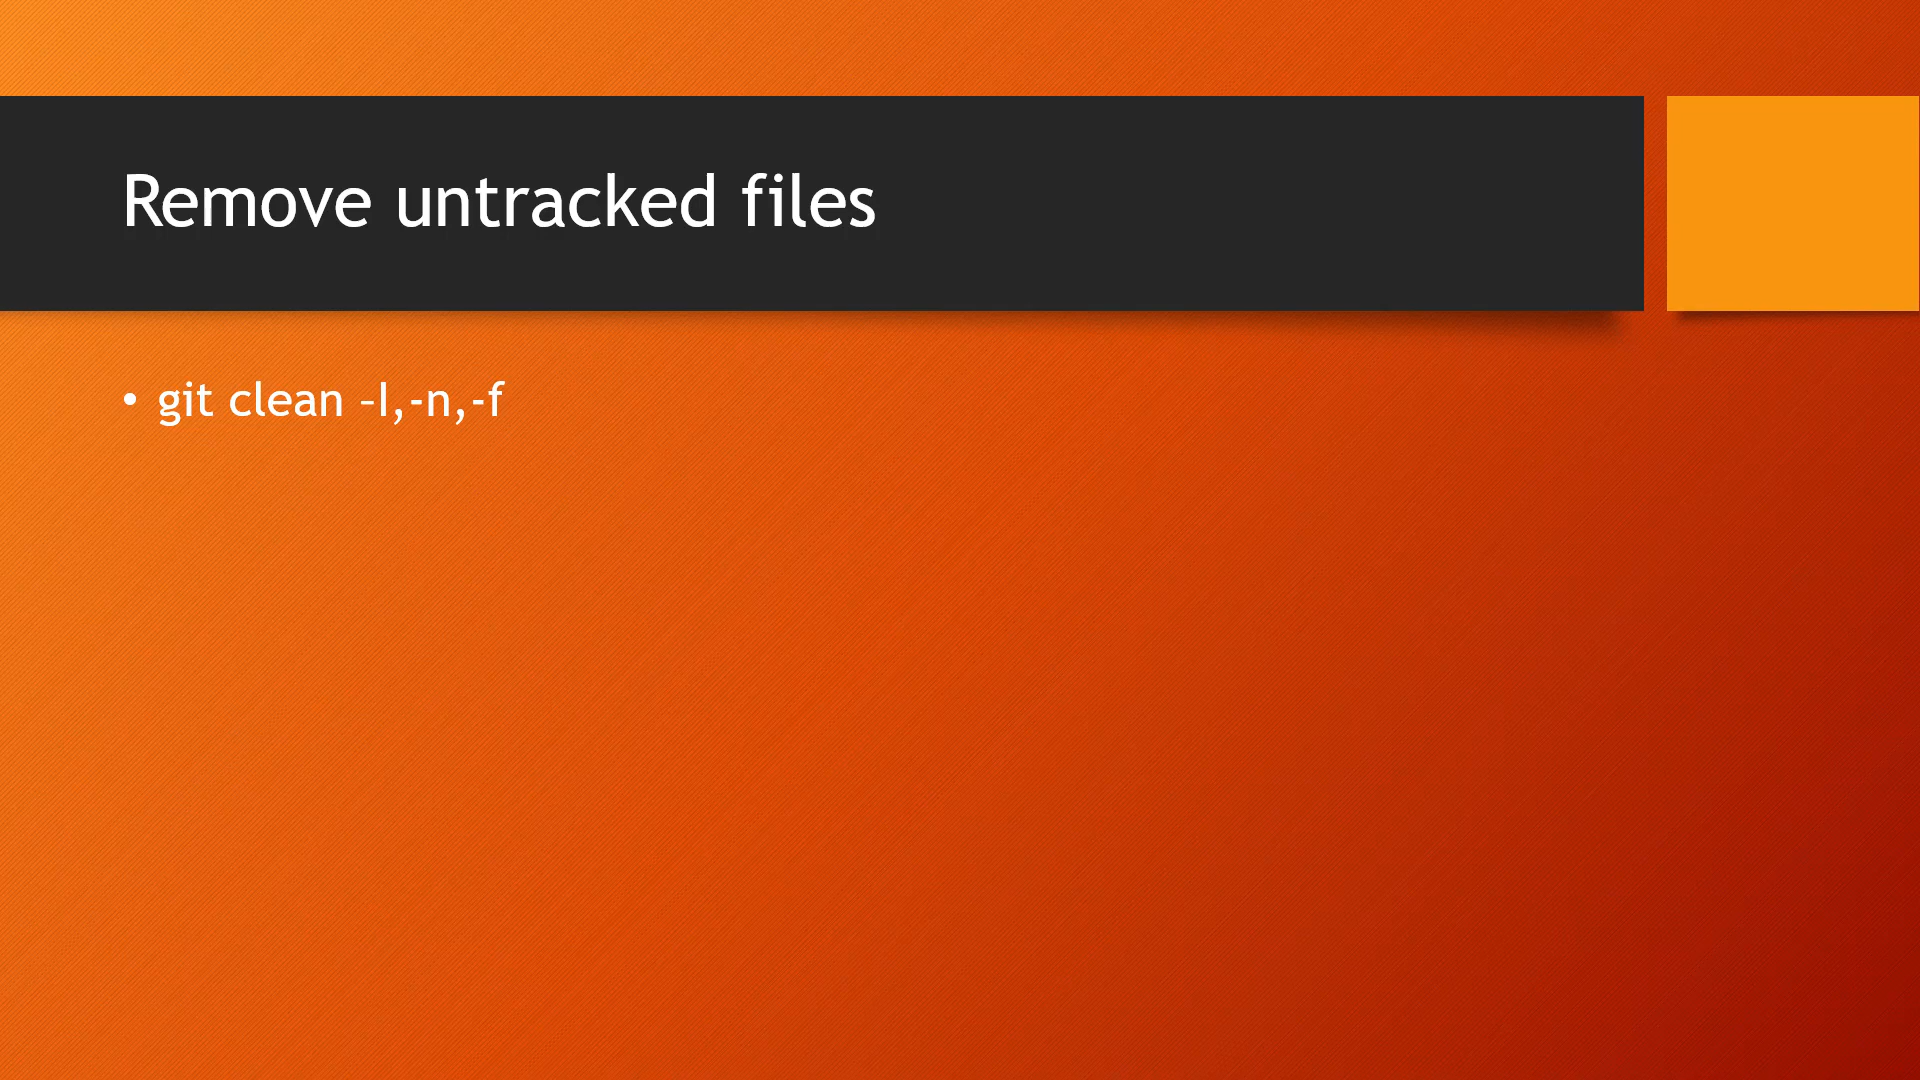 Remove untracked files
• git clean –I,-n,-f